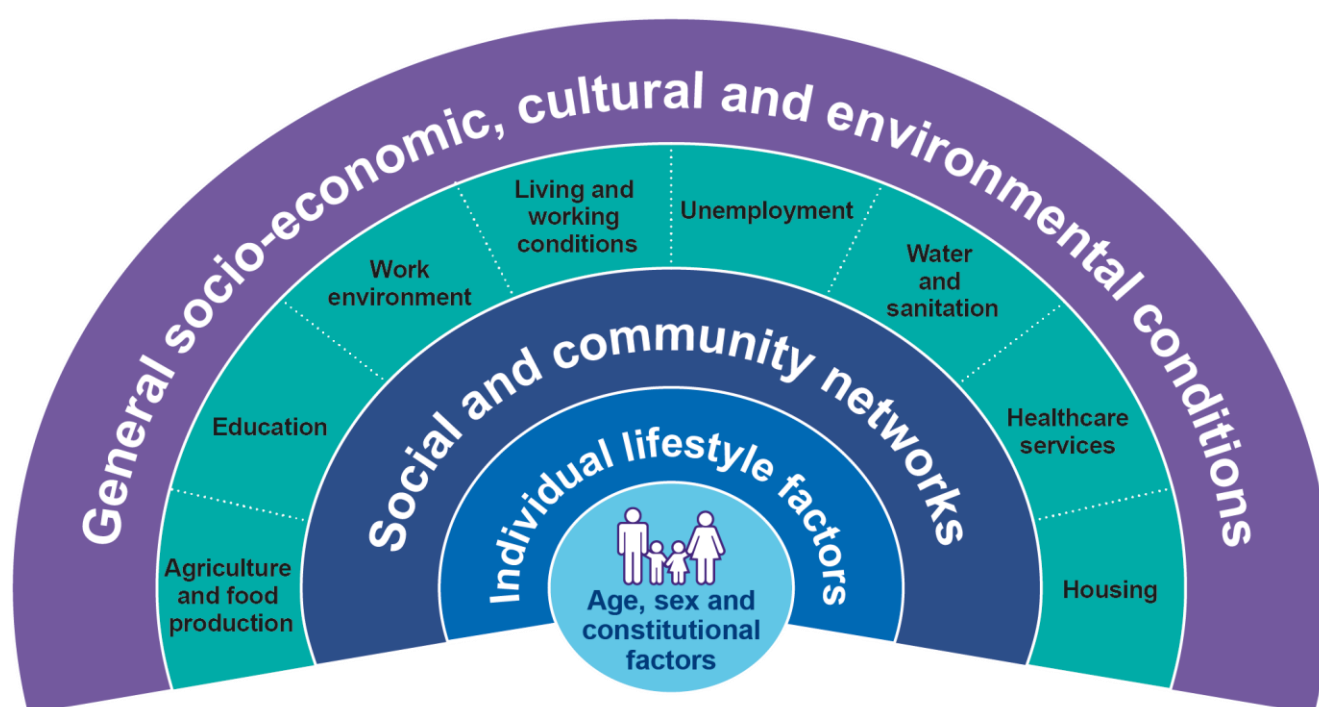 General socio-economic, cultural and environmental conditions
Agriculture
and food
production
Education
Work
environment
Living and
working
conditions
Unemployment
Water
and
sanitation
Healthcare
services
Housing
Social and community networks
Individual lifestyle factors
Age, sex and
constitutional
factors